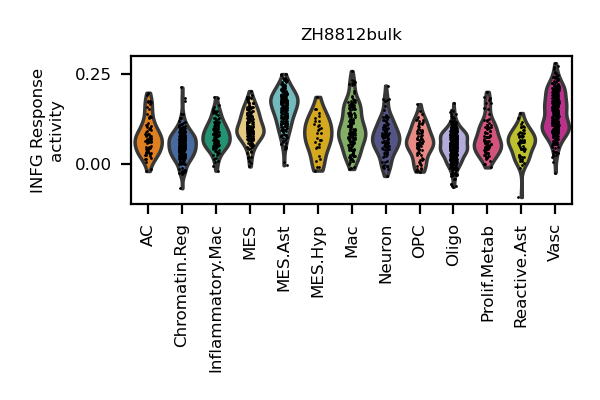 ZH8812bulk
INFG Response
activity
0.25
0.00
AC
Chromatin.Reg
Inflammatory.Mac
MES
MES.Ast
MES.Hyp
Mac
Neuron
OPC
Oligo
Prolif.Metab
Reactive.Ast
Vasc